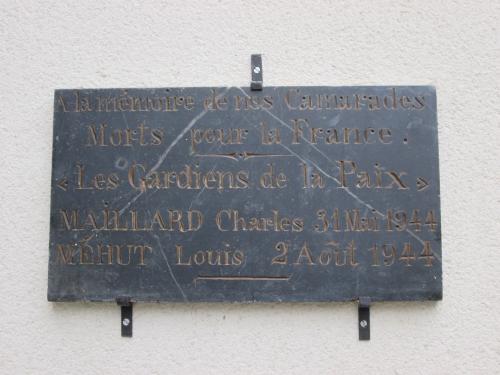 A la mémoire de nos Camarades
Morts pour la France.
« Les Gardiens de la Paix »
MAILLARD Charles 31 Mai 1944
MÉHUT Louis 2 Août 1944